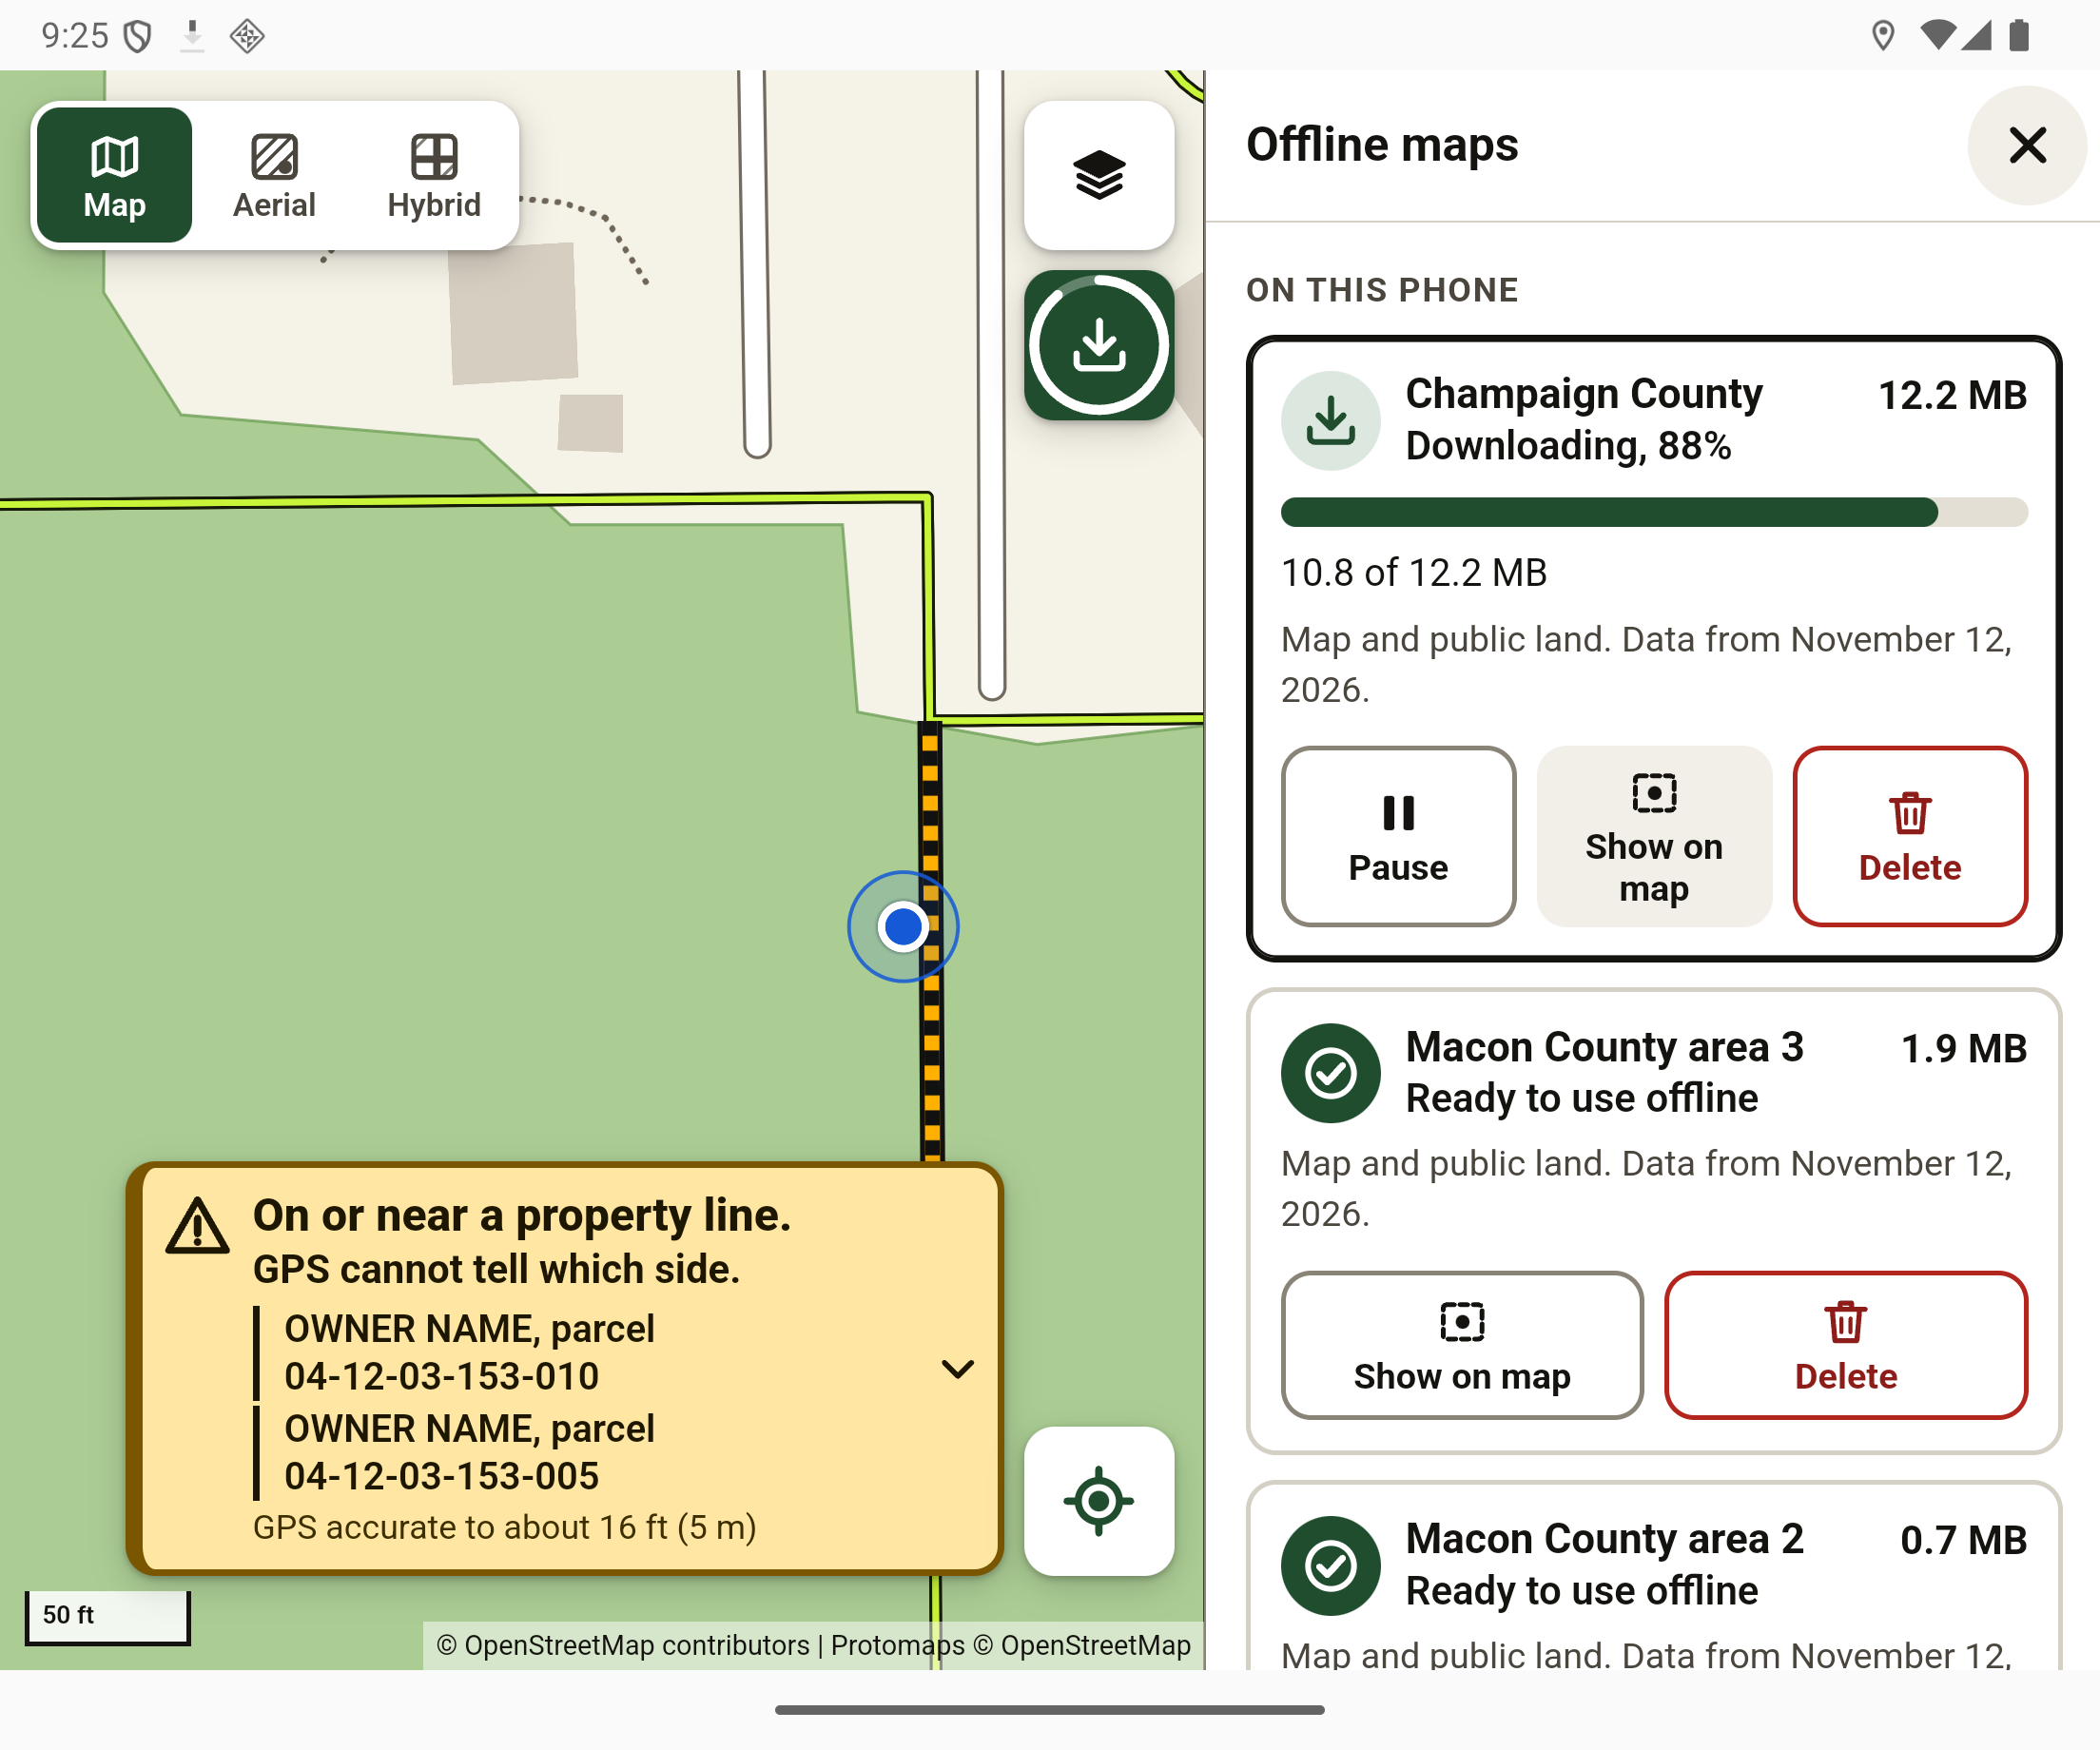 9:25
Map
Aerial
Hybrid
On or near a property line.
GPS cannot tell which side.
OWNER NAME, parcel
04-12-03-153-010
OWNER NAME, parcel
04-12-03-153-005
GPS accurate to about 16 ft (5 m)
50 ft
© OpenStreetMap contributors | Protomaps © OpenStreetMap
Offline maps
ON THIS PHONE
Champaign County
12.2 MB
Downloading, 88%
10.8 of 12.2 MB
Map and public land. Data from November 12,
2026.
Pause
Show on
map
Delete
Macon County area 3
1.9 MB
Ready to use offline
Map and public land. Data from November 12,
2026.
Show on map
Delete
Macon County area 2
0.7 MB
Ready to use offline
Map and public land. Data from November 12,